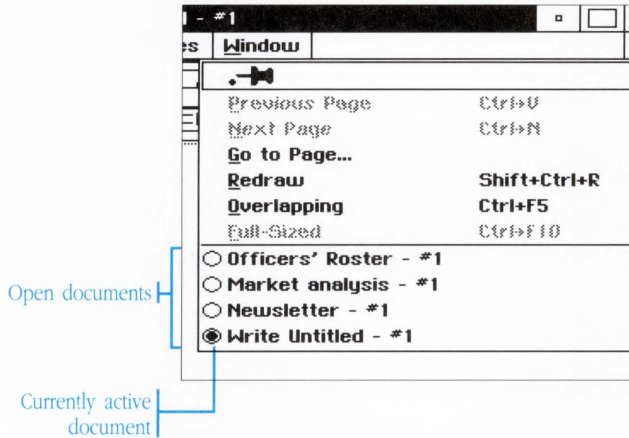 l - #1
es Window
Previous Page Ctrl+V
Next Page Ctrl+N
Go to Page...
Redraw Shift+Ctrl+R
Overlapping Ctrl+F5
Full-Sized Ctrl+F10
Officers' Roster - #1
Market analysis - #1
Newsletter - #1
Write Untitled - #1
Open documents
Currently active
document